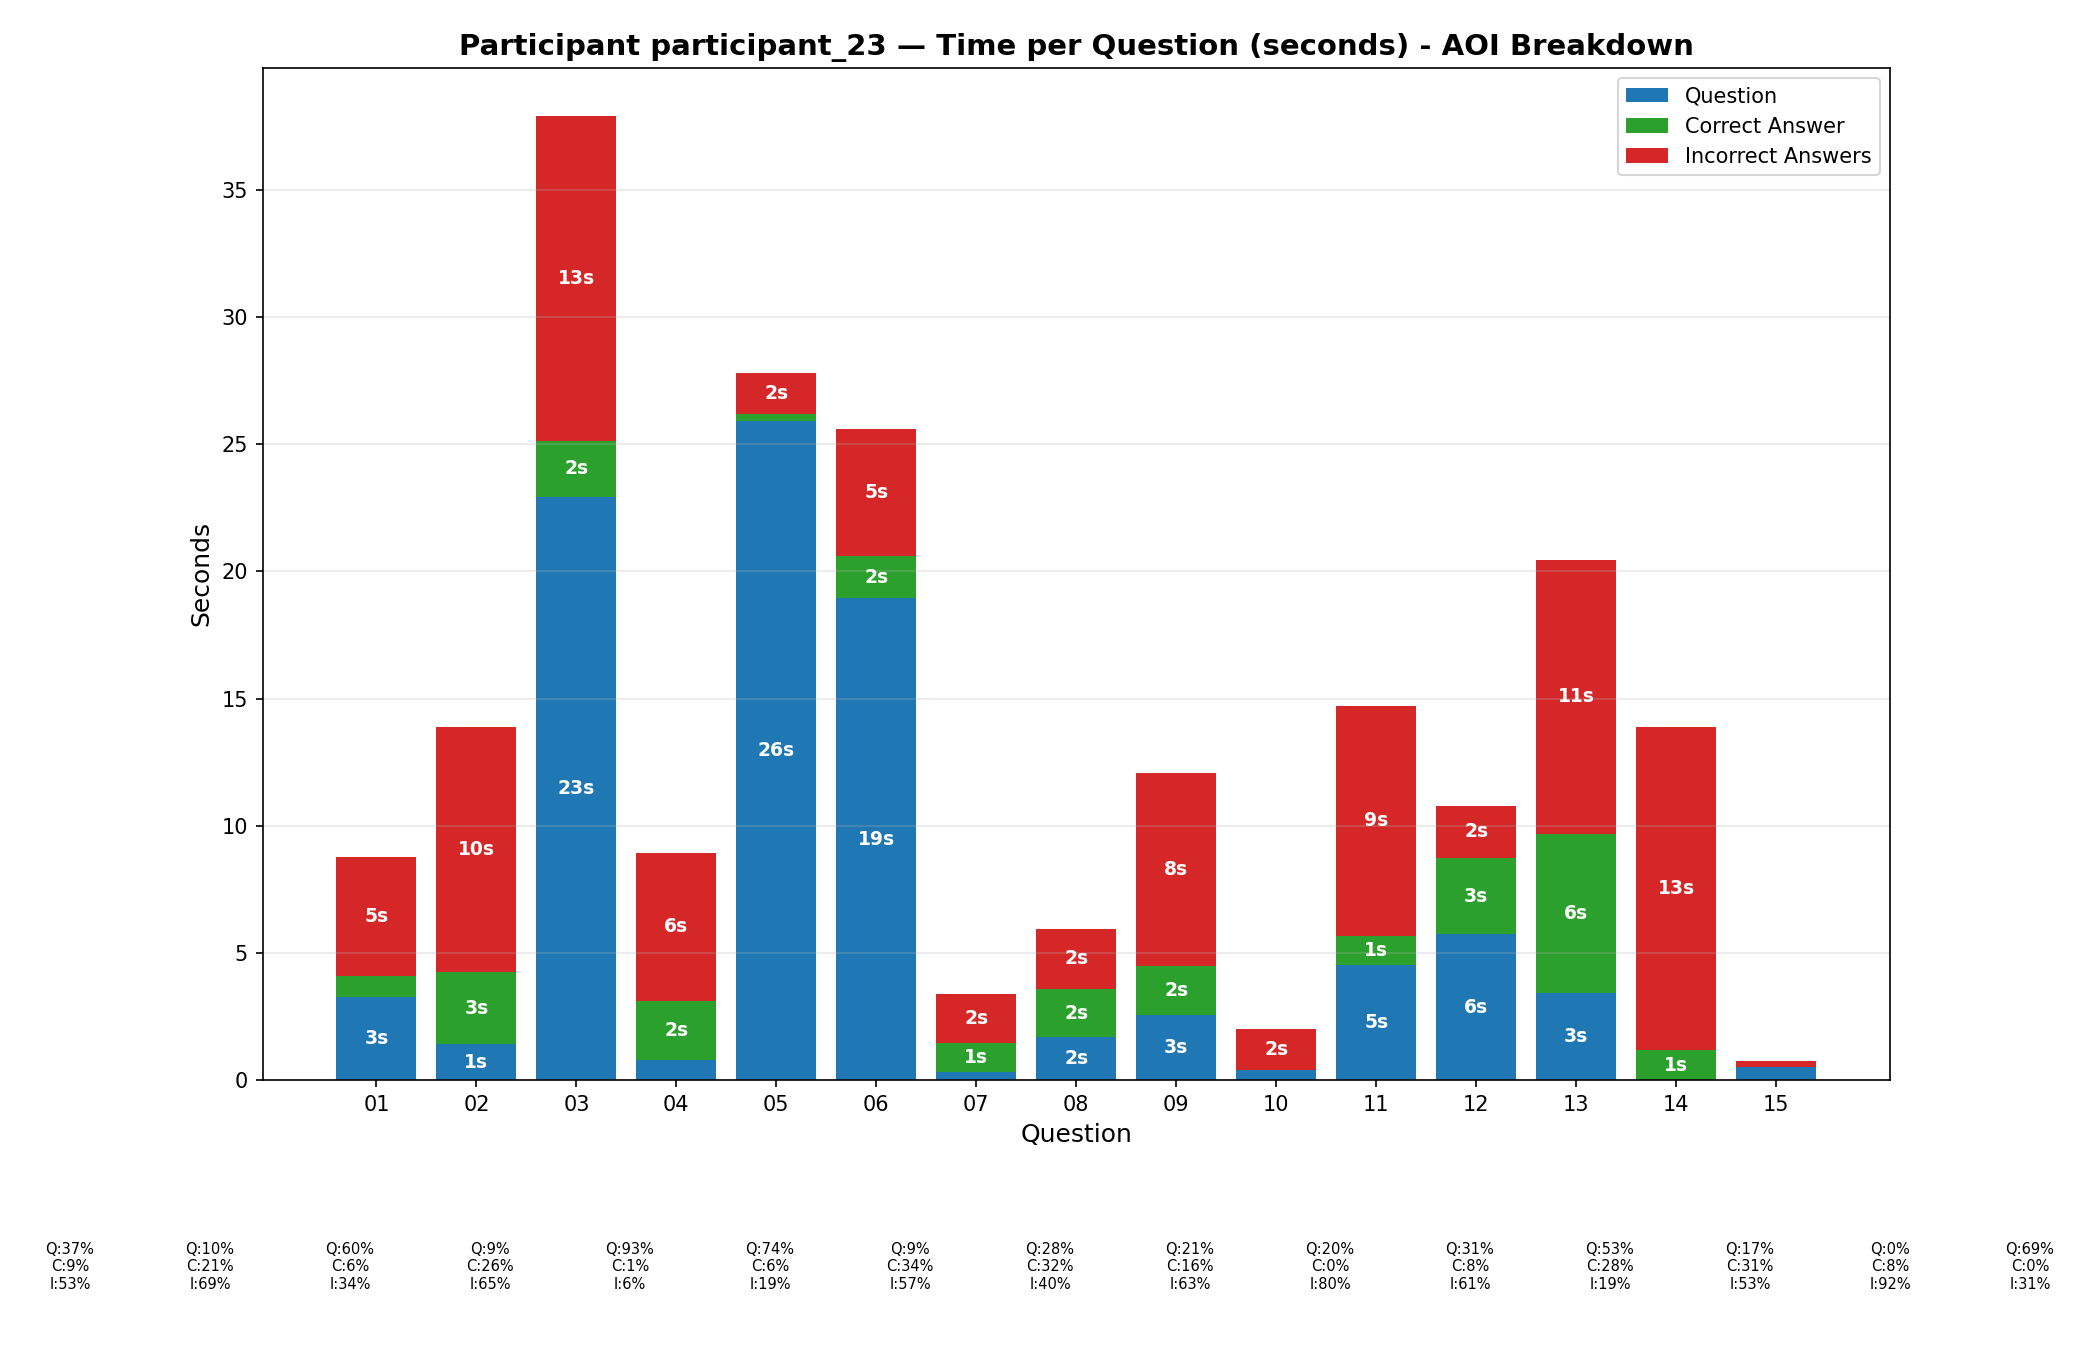 Participant participant_23 — Time per Question (seconds) - AOI Breakdown
Question
Correct Answer
Incorrect Answers
Seconds
35
30
25
20
15
10
5
0
5s
3s
10s
3s
1s
13s
2s
23s
6s
2s
2s
26s
5s
2s
19s
2s
1s
2s
2s
2s
8s
2s
3s
2s
9s
1s
5s
2s
3s
6s
11s
6s
3s
13s
1s
01 02 03 04 05 06 07 08 09 10 11 12 13 14 15
Question
Q:37% Q:10% Q:60% Q:9% Q:93% Q:74% Q:9% Q:28% Q:21% Q:20% Q:31% Q:53% Q:17% Q:0% Q:69%
C:9% C:21% C:6% C:26% C:1% C:6% C:34% C:32% C:16% C:0% C:8% C:28% C:31% C:8% C:0%
I:53% I:69% I:34% I:65% I:6% I:19% I:57% I:40% I:63% I:80% I:61% I:19% I:53% I:92% I:31%